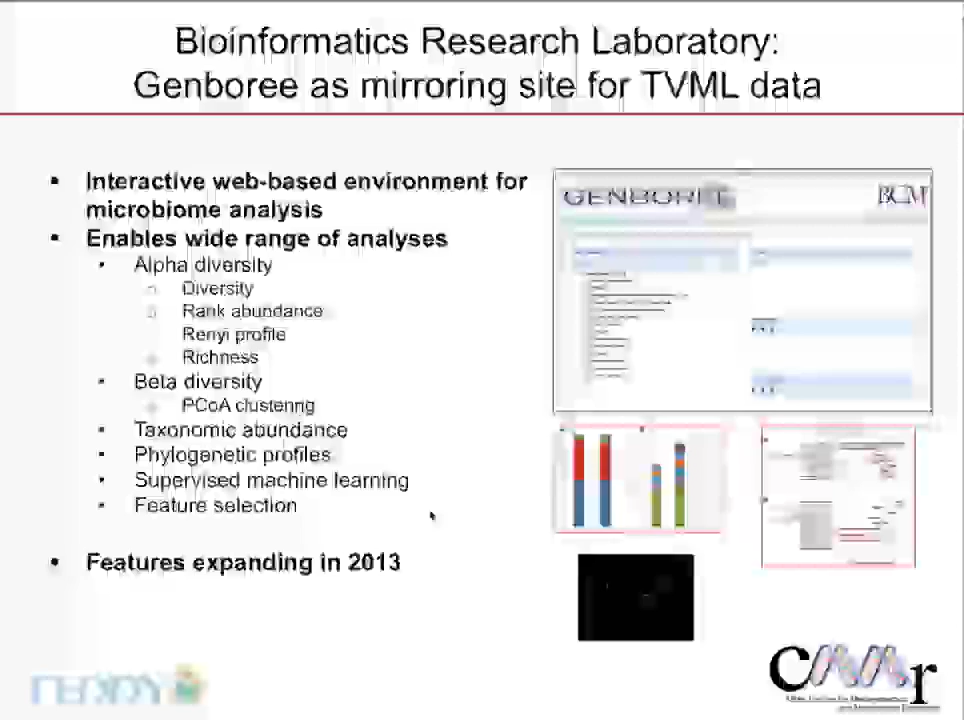 Bioinformatics Research Laboratory:
Genboree as mirroring site for TVML data
Interactive web-based environment for
microbiome analysis
Enables wide range of analyses
Alpha diversity
Diversity
Rank abundance
Renyi profile
Richness
Beta diversity
PCoA clustering
Taxonomic abundance
Phylogenetic profiles
Supervised machine learning
Feature selection
Features expanding in 2013
GENBOREE
BCM
TEDDY
CMMr